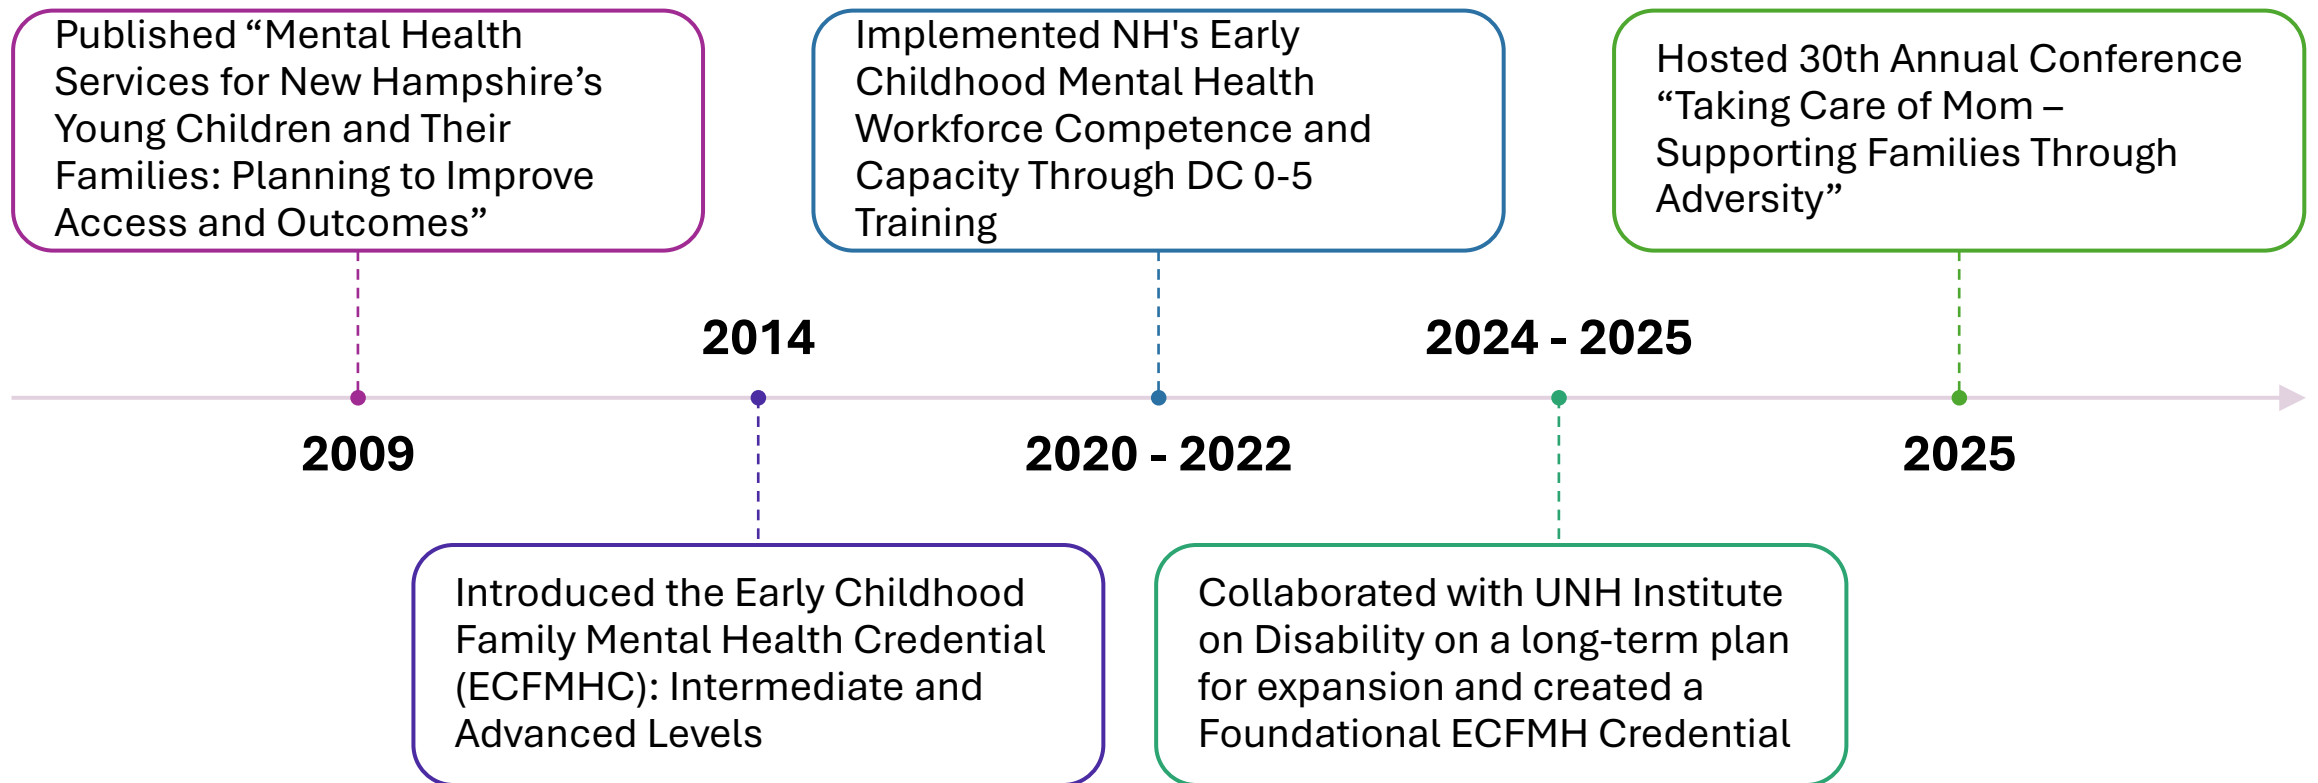 Published “Mental Health
Services for New Hampshire’s
Young Children and Their
Families: Planning to Improve
Access and Outcomes”
2009
2014
Introduced the Early Childhood
Family Mental Health Credential
(ECFMHC): Intermediate and
Advanced Levels
Implemented NH's Early
Childhood Mental Health
Workforce Competence and
Capacity Through DC 0-5
Training
2020 - 2022
2024 - 2025
Collaborated with UNH Institute
on Disability on a long-term plan
for expansion and created a
Foundational ECFMH Credential
Hosted 30th Annual Conference
“Taking Care of Mom –
Supporting Families Through
Adversity”
2025